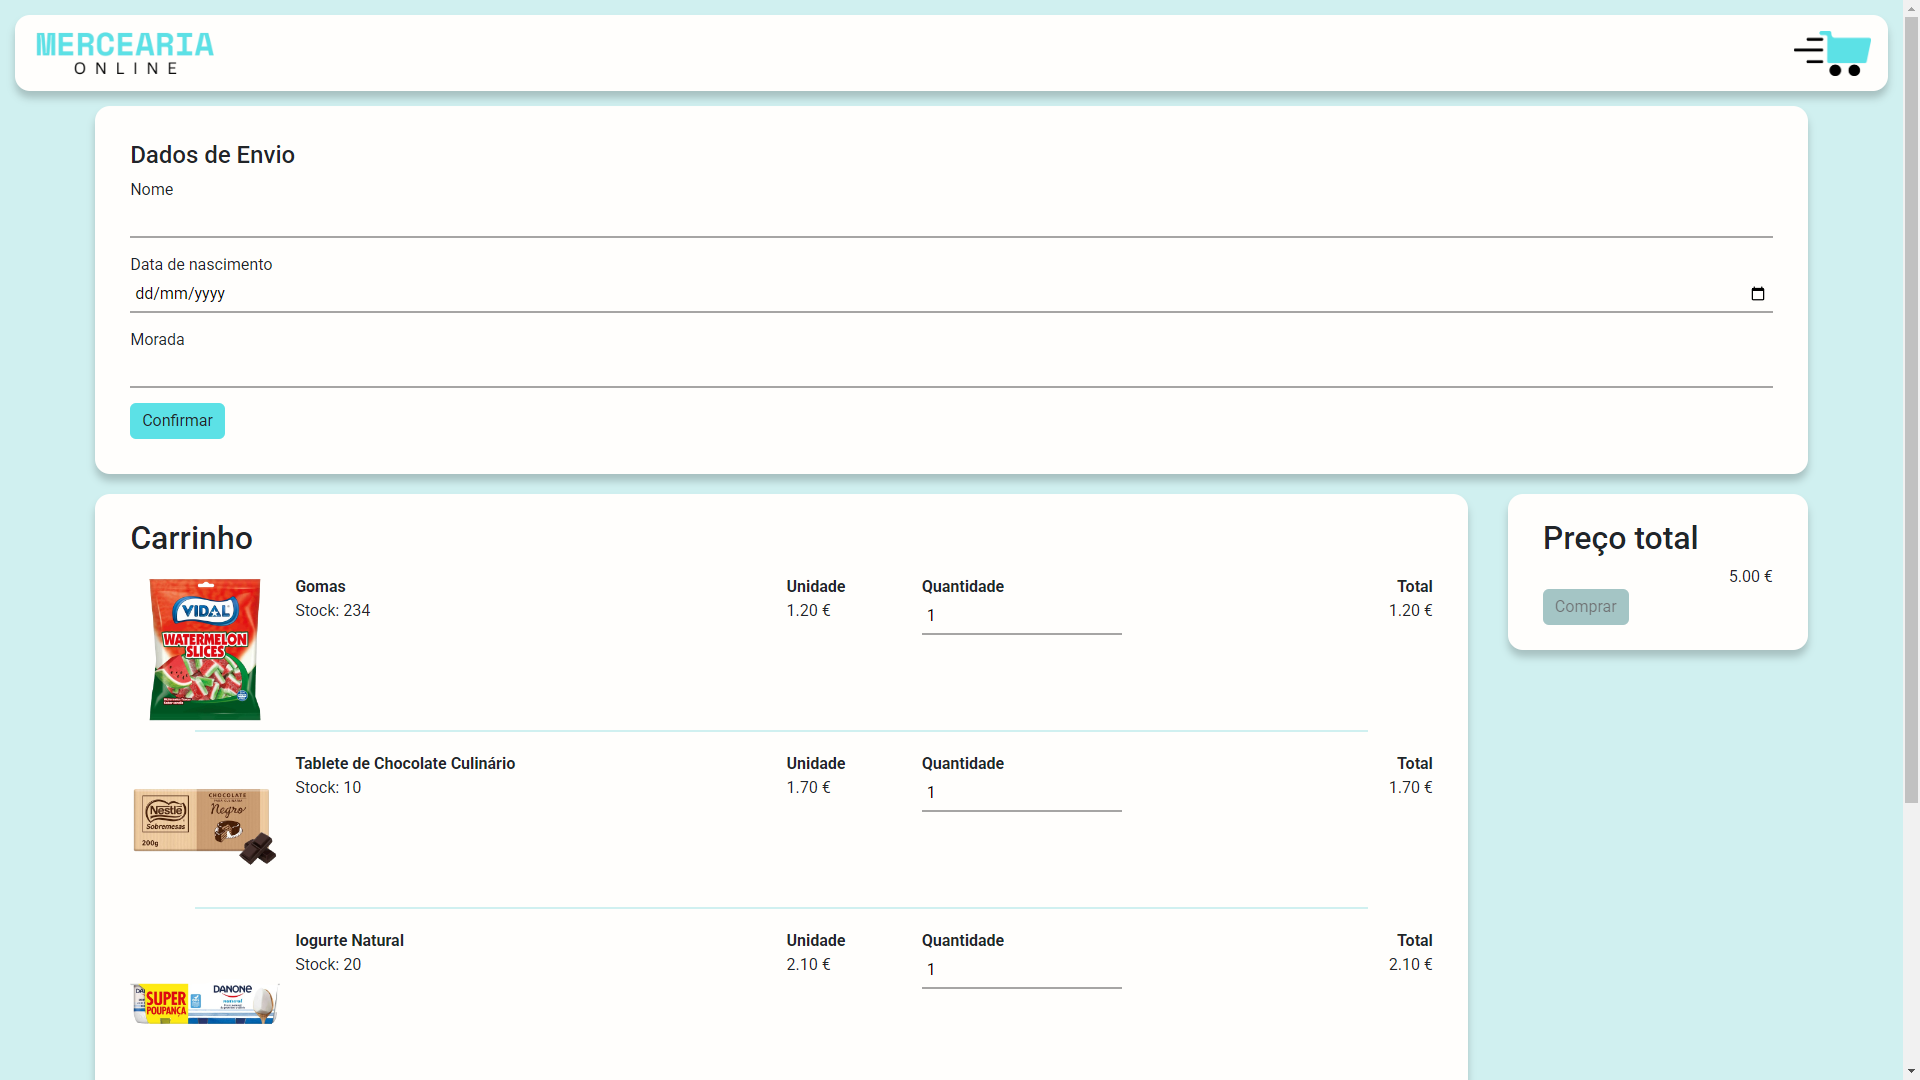 MERCEARIA
ONLINE
Dados de Envio
Nome
Data de nascimento
dd/mm/yyyy
Morada
Confirmar
Carrinho
Preço total
5.00 €
Comprar
Gomas
Stock: 234
Unidade
1.20 €
Quantidade
1
Total
1.20 €
VIDAL
WATERMELON
SLICES
Tablete de Chocolate Culinário
Stock: 10
Unidade
1.70 €
Quantidade
1
Total
1.70 €
Nestlé
Sobremesas
200g
CHOCOLATE
Negro
Iogurte Natural
Stock: 20
Unidade
2.10 €
Quantidade
1
Total
2.10 €
SUPER
POUPANÇA
DANONE
natural